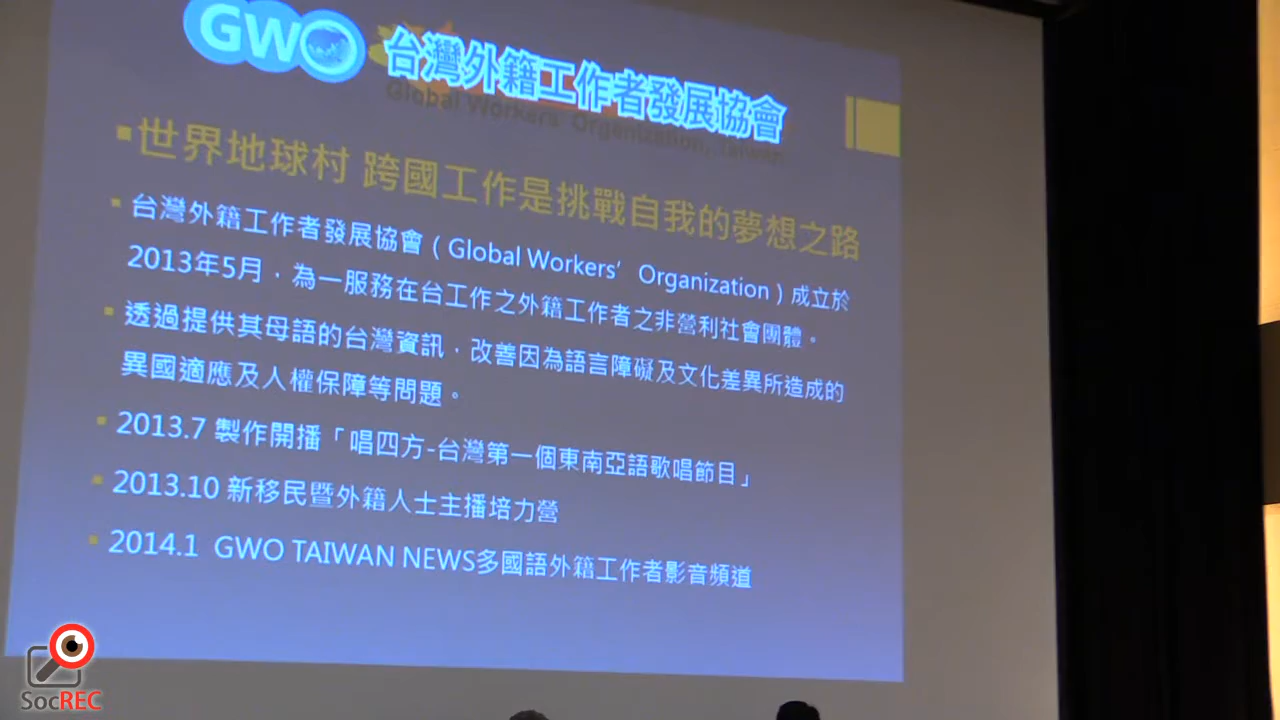 GWO 台灣外籍工作者發展協會
Global Workers' Organization, Taiwan
世界地球村 跨國工作是挑戰自我的夢想之路
台灣外籍工作者發展協會（Global Workers' Organization）成立於
2013年5月，為一服務在台工作之外籍工作者之非營利社會團體。
透過提供其母語的台灣資訊，改善因為語言障礙及文化差異所造成的
異國適應及人權保障等問題。
2013.7 製作開播「唱四方-台灣第一個東南亞語歌唱節目」
2013.10 新移民暨外籍人士主播培力營
2014.1 GWO TAIWAN NEWS多國語外籍工作者影音頻道
SocREC